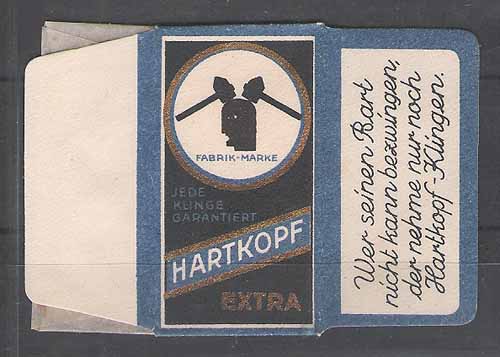 FABRIK-MARKE
JEDE
KLINGE
GARANTIERT
HARTKOPF
EXTRA
Wer seinen Bart
nicht kann bezwingen,
der nehme nur noch
Hartkopf-Klingen.